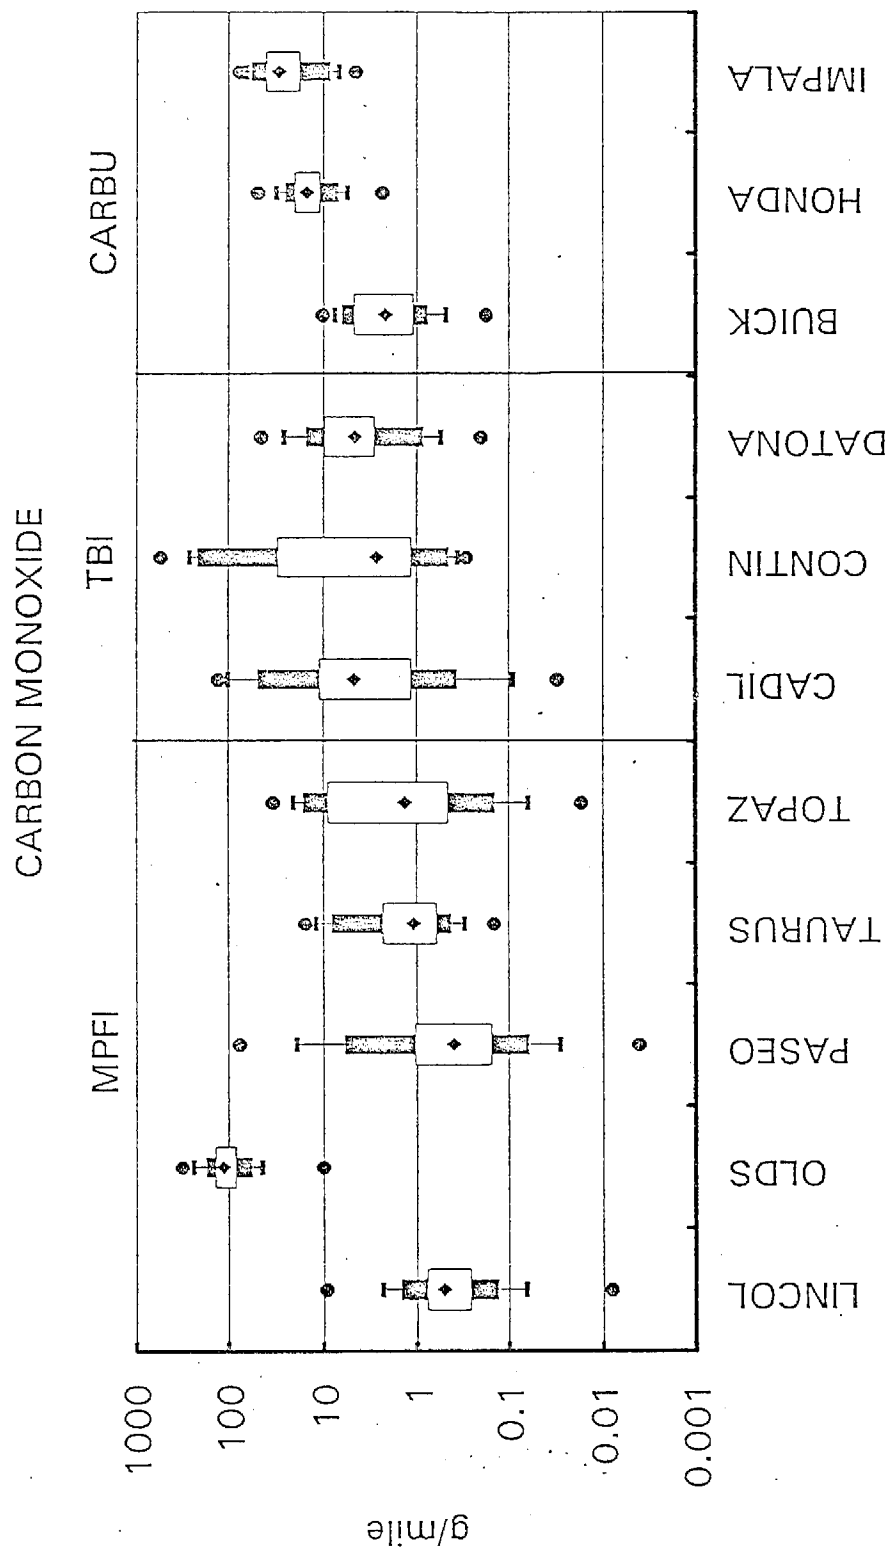 CARBON MONOXIDE
MPFI TBI CARBU
g/mile
1000
100
10
1
0.1
0.01
0.001
LINCOL OLDS PASEO TAURUS TOPAZ CADIL CONTIN DATONA BUICK HONDA IMPALA